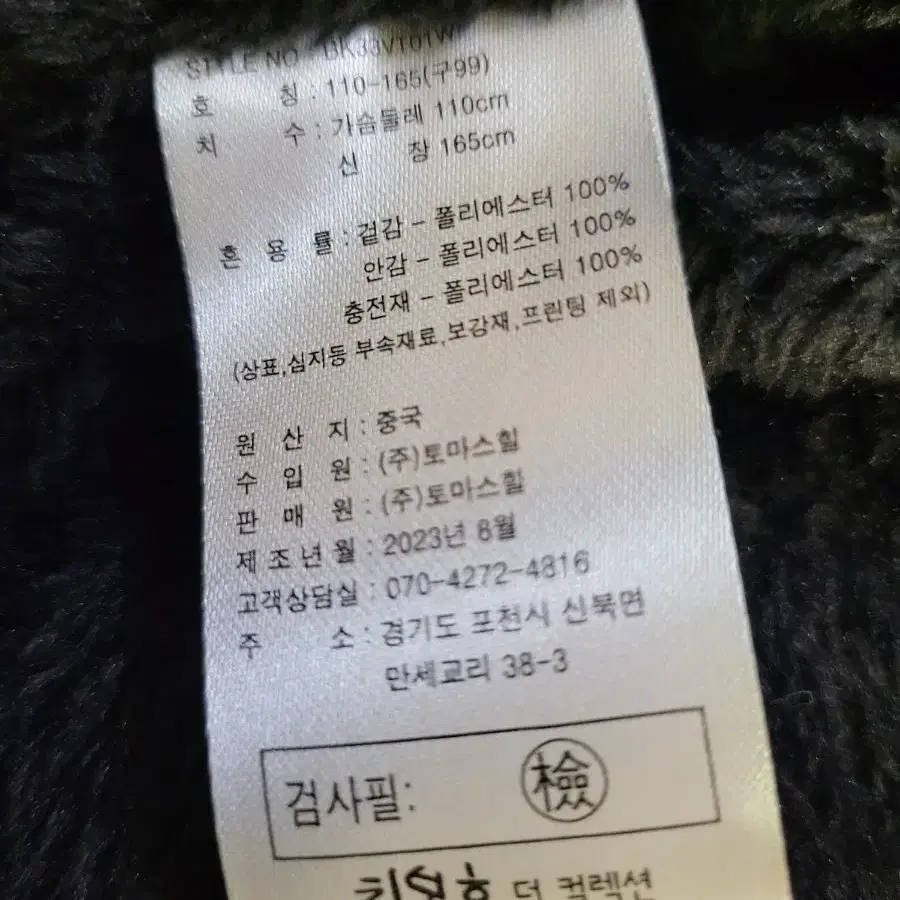 STYLE NO : BK33V101W
호 칭 : 110-165(구99)
치 수 : 가슴둘레 110cm
신 장 165cm
혼 용 률 : 겉감 - 폴리에스터 100%
안감 - 폴리에스터 100%
충전재 - 폴리에스터 100%
(상표,심지등 부속재료,보강재,프린팅 제외)
원 산 지 : 중국
수 입 원 : (주)토마스힐
판 매 원 : (주)토마스힐
제 조 년 월 : 2023년 8월
고객상담실 : 070-4272-4816
주 소 : 경기도 포천시 신북면
만세교리 38-3
검사필: 檢
더 컬렉션